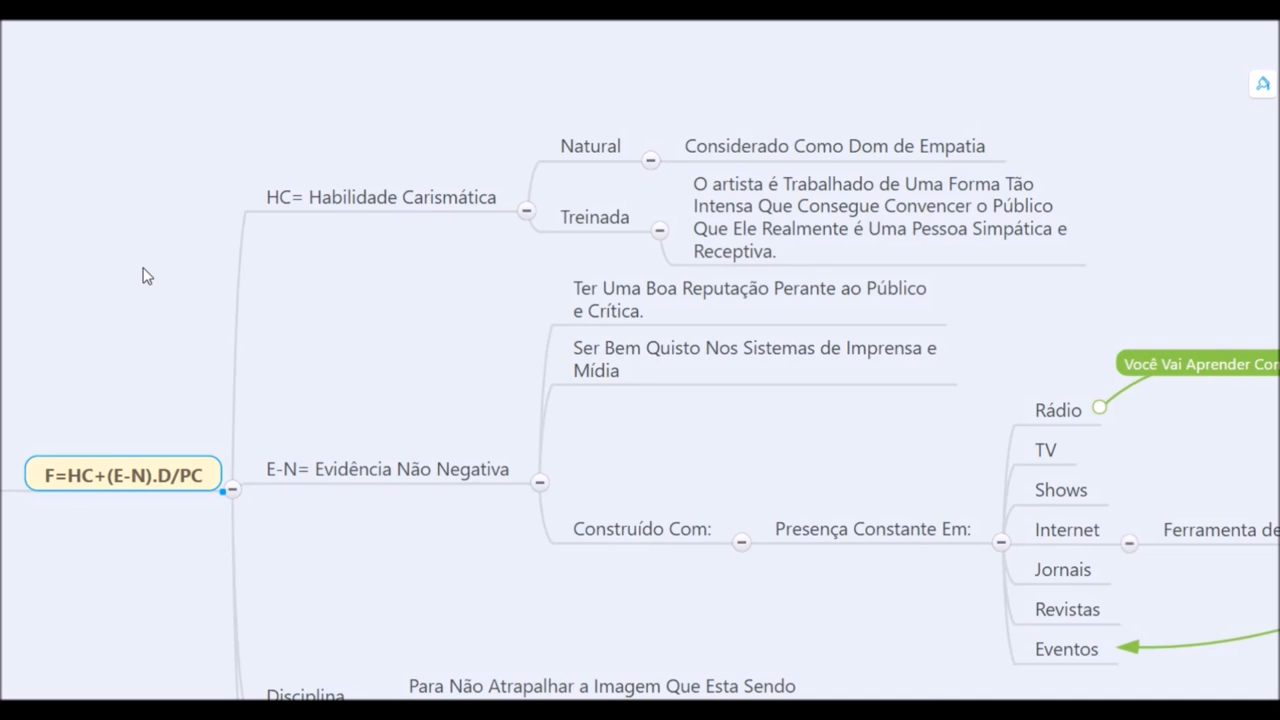 Natural
Considerado Como Dom de Empatia
HC= Habilidade Carismática
Treinada
O artista é Trabalhado de Uma Forma Tão
Intensa Que Consegue Convencer o Público
Que Ele Realmente é Uma Pessoa Simpática e
Receptiva.
Ter Uma Boa Reputação Perante ao Público
e Crítica.
Ser Bem Quisto Nos Sistemas de Imprensa e
Mídia
Você Vai Aprender
Rádio
TV
F=HC+(E-N).D/PC
E-N= Evidência Não Negativa
Shows
Construído Com:
Presença Constante Em:
Internet
Ferramenta de
Jornais
Revistas
Eventos
Disciplina
Para Não Atrapalhar a Imagem Que Esta Sendo